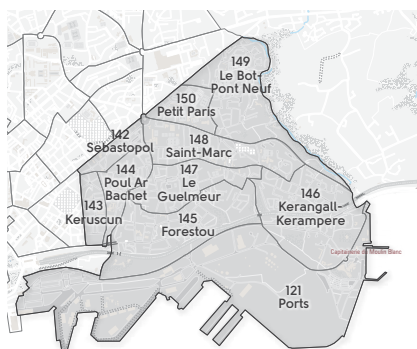 149
Le Bot-
Pont Neuf
150
Petit Paris
142
Sebastopol
148
Saint-Marc
144
Poul Ar
Bachet
147
Le
Guelmeur
143
Keruscun
145
Forestou
146
Kerangall-
Kerampere
Capitainerie du Moulin Blanc
121
Ports